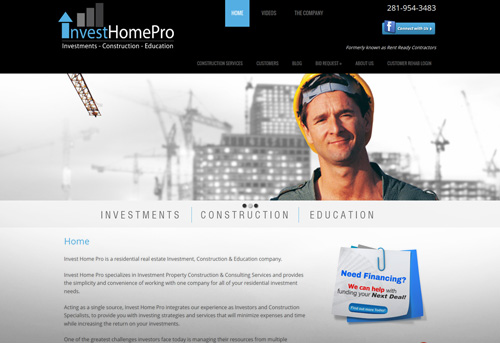 InvestHomePro
Investments - Construction - Education
HOME VIDEOS THE COMPANY
281-954-3483
Connect with Us
Formerly Known as Rent Ready Contractors
CONSTRUCTION SERVICES CUSTOMERS BLOG BID REQUEST » ABOUT US CUSTOMER REHAB LOGIN
INVESTMENTS CONSTRUCTION EDUCATION
Home
Invest Home Pro is a residential real estate Investment, Construction & Education company.
Invest Home Pro specializes in Investment Property Construction & Consulting Services and provides
the simplicity and convenience of working with one company for all of your residential investment
needs.
Acting as a single source, Invest Home Pro integrates our experience as Investors and Construction
Specialists, to provide you with investing strategies and services that will minimize expenses and time
while increasing the return on your investments.
One of the greatest challenges investors face today is managing their resources from multiple
Need Financing?
We can help with
funding your Next Deal!